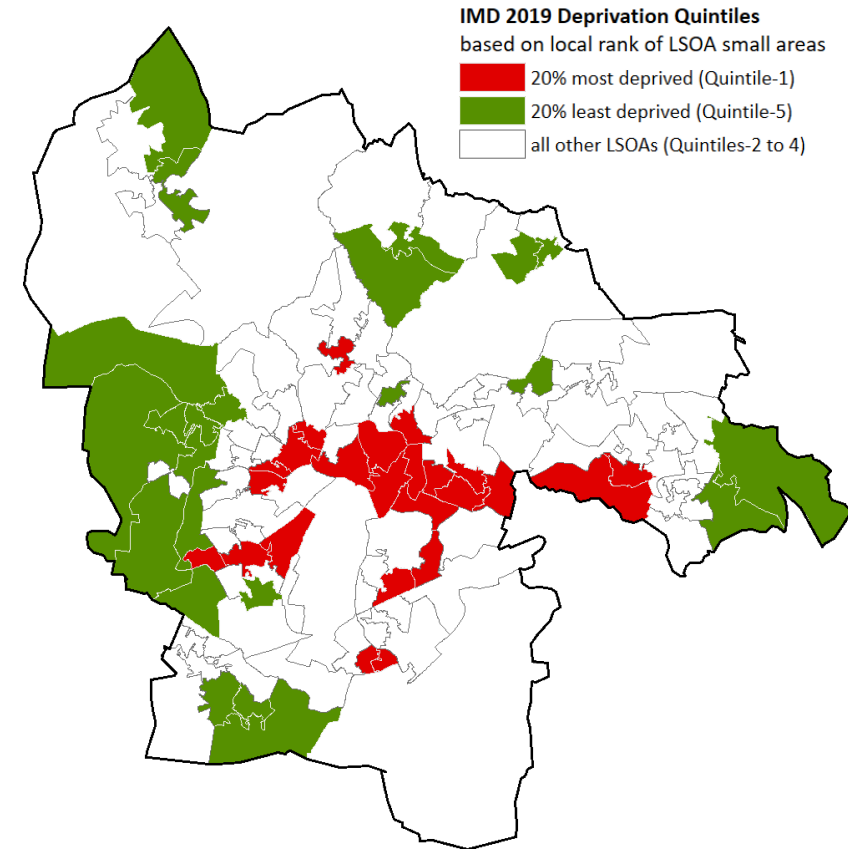 IMD 2019 Deprivation Quintiles
based on local rank of LSOA small areas
20% most deprived (Quintile-1)
20% least deprived (Quintile-5)
all other LSOAs (Quintiles-2 to 4)